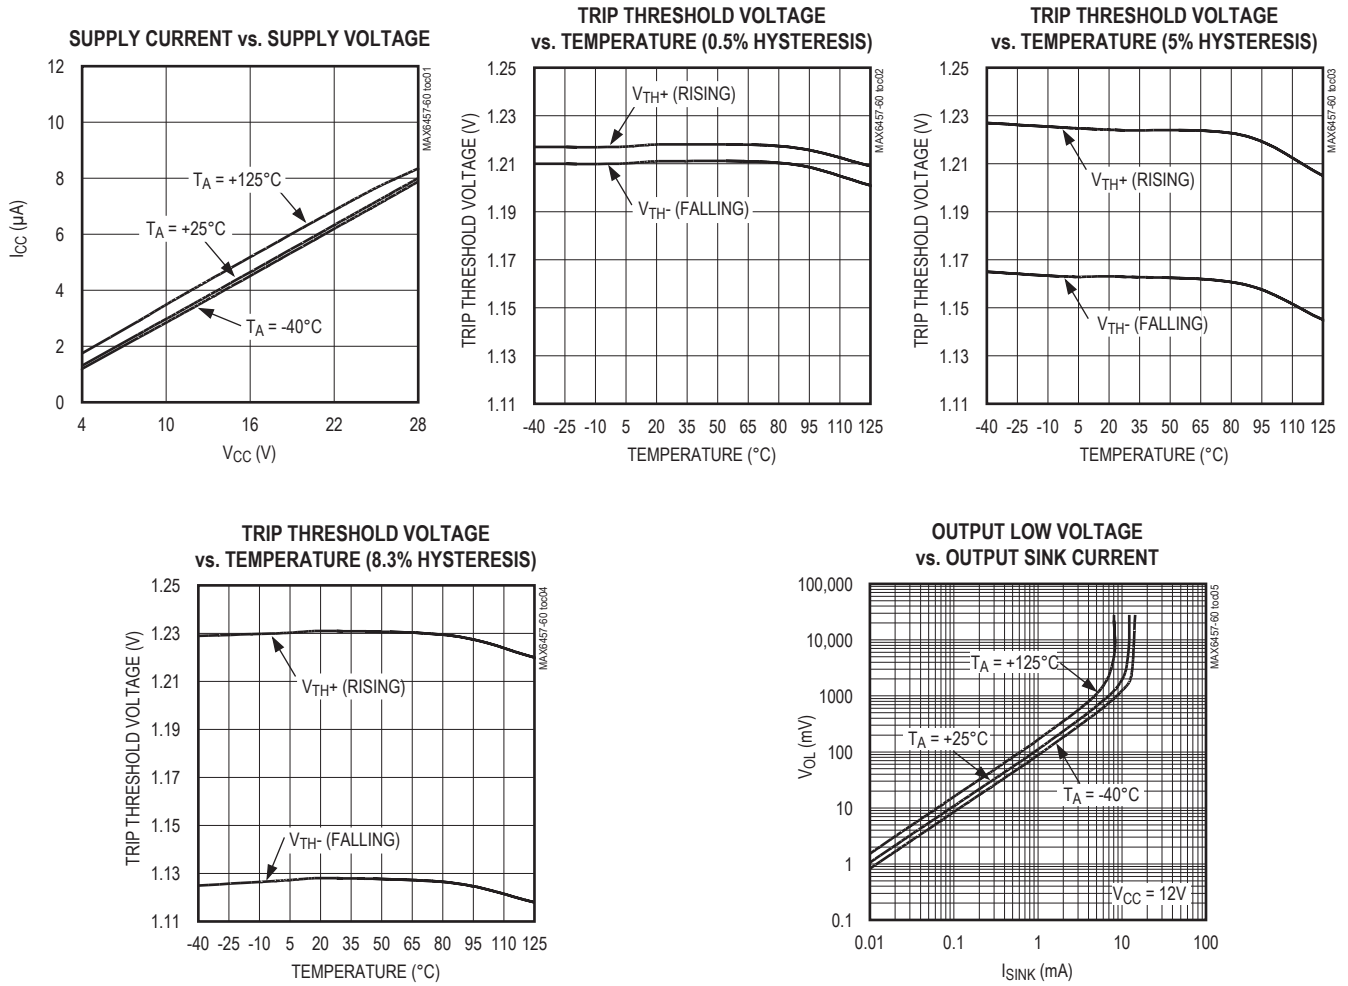 SUPPLY CURRENT vs. SUPPLY VOLTAGE
12
10
8
6
4
2
0
ICC (µA)
TA = +125°C
TA = +25°C
TA = -40°C
4 10 16 22 28
VCC (V)
MAX6457-60 toc01
TRIP THRESHOLD VOLTAGE
vs. TEMPERATURE (0.5% HYSTERESIS)
1.25
1.23
1.21
1.19
1.17
1.15
1.13
1.11
TRIP THRESHOLD VOLTAGE (V)
VTH+ (RISING)
VTH- (FALLING)
-40 -25 -10 5 20 35 50 65 80 95 110 125
TEMPERATURE (°C)
MAX6457-60 toc02
TRIP THRESHOLD VOLTAGE
vs. TEMPERATURE (5% HYSTERESIS)
1.25
1.23
1.21
1.19
1.17
1.15
1.13
1.11
TRIP THRESHOLD VOLTAGE (V)
VTH+ (RISING)
VTH- (FALLING)
-40 -25 -10 5 20 35 50 65 80 95 110 125
TEMPERATURE (°C)
MAX6457-60 toc03
TRIP THRESHOLD VOLTAGE
vs. TEMPERATURE (8.3% HYSTERESIS)
1.25
1.23
1.21
1.19
1.17
1.15
1.13
1.11
TRIP THRESHOLD VOLTAGE (V)
VTH+ (RISING)
VTH- (FALLING)
-40 -25 -10 5 20 35 50 65 80 95 110 125
TEMPERATURE (°C)
MAX6457-60 toc04
OUTPUT LOW VOLTAGE
vs. OUTPUT SINK CURRENT
100,000
10,000
1000
100
10
1
0.1
VOL (mV)
TA = +125°C
TA = +25°C
TA = -40°C
VCC = 12V
0.01 0.1 1 10 100
ISINK (mA)
MAX6457-60 toc05